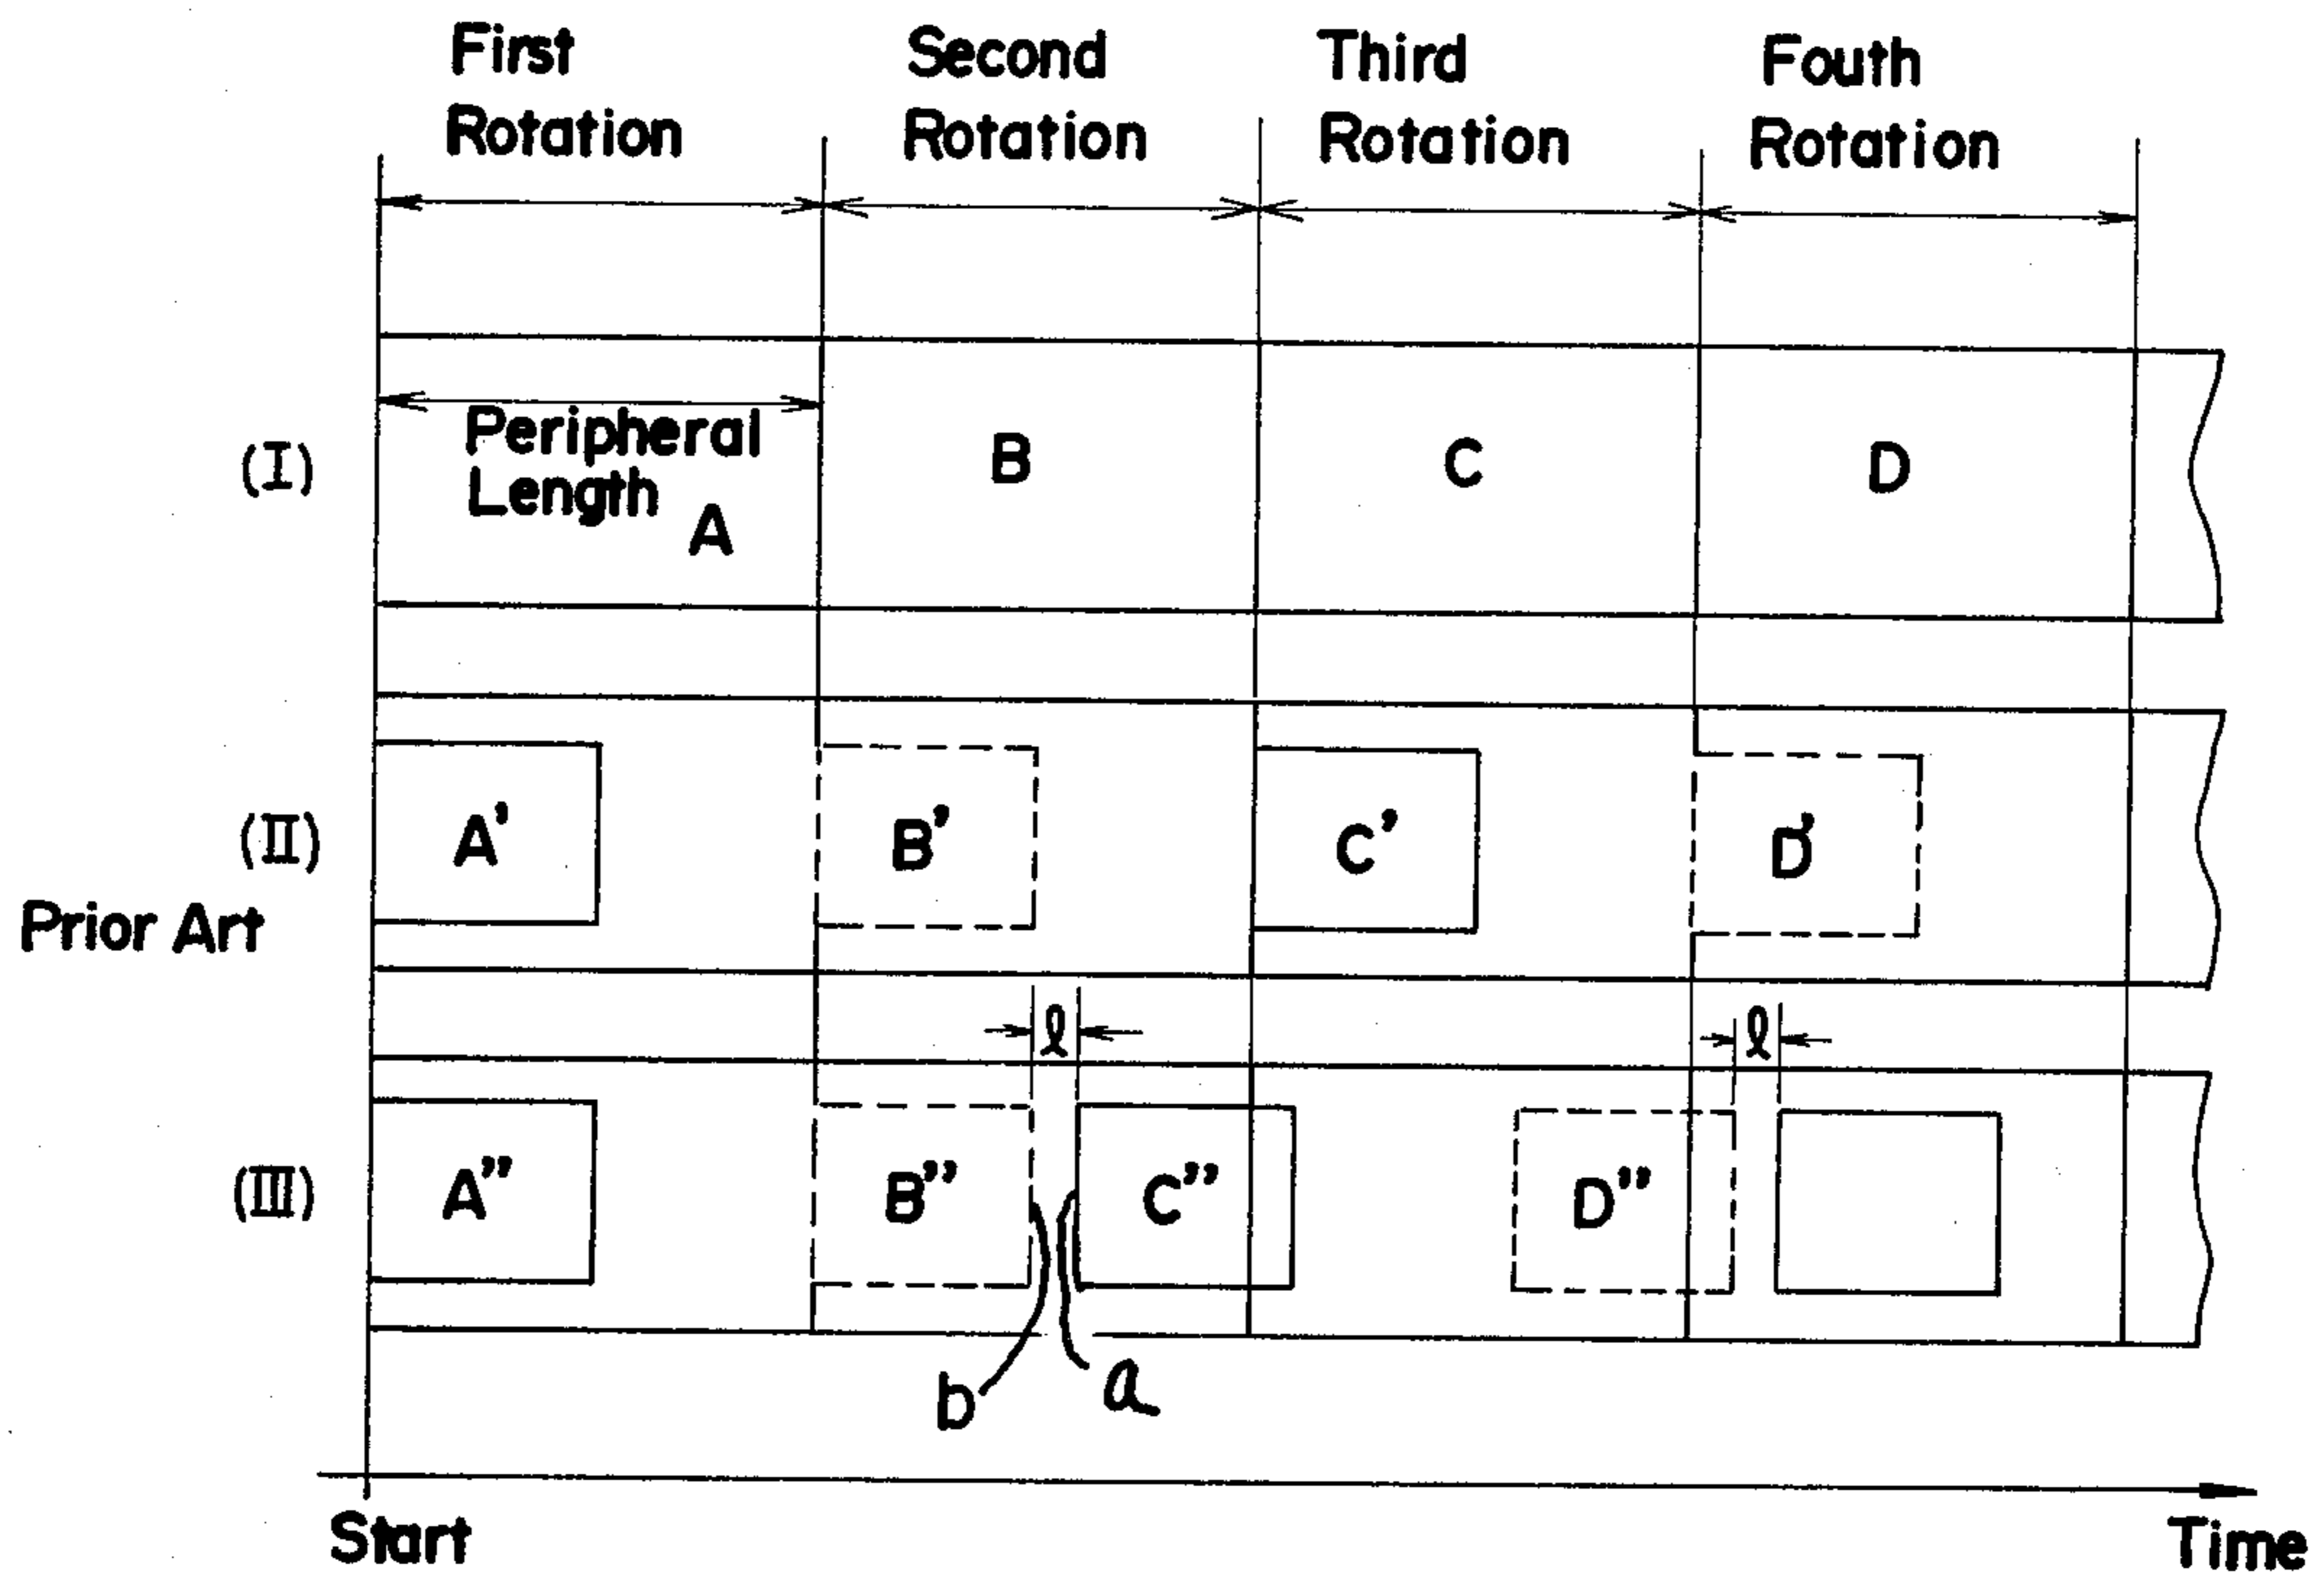 First Rotation
Second Rotation
Third Rotation
Fouth Rotation
(I)
Peripheral
Length A
B
C
D
(II)
Prior Art
A'
B'
C'
D'
ℓ
ℓ
(III)
A"
B"
C"
D"
b
a
Start
Time